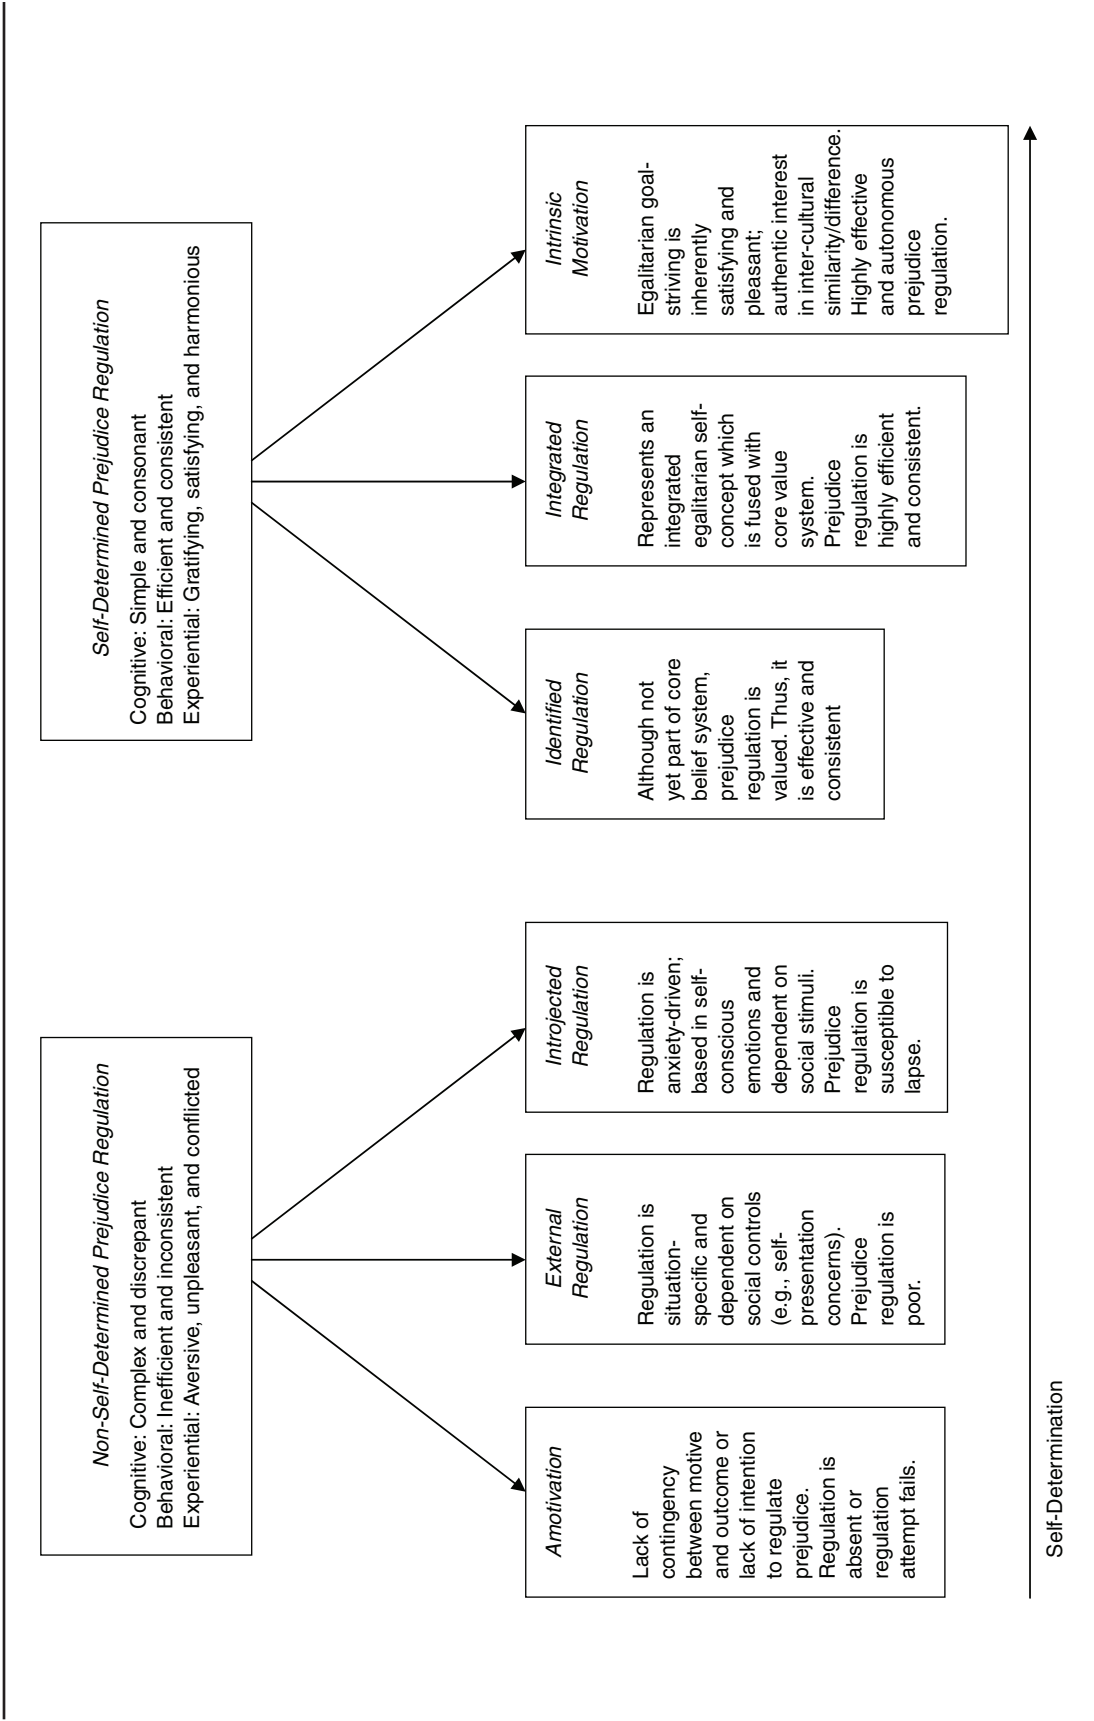 Non-Self-Determined Prejudice Regulation
Cognitive: Complex and discrepant
Behavioral: Inefficient and inconsistent
Experiential: Aversive, unpleasant, and conflicted
Self-Determined Prejudice Regulation
Cognitive: Simple and consonant
Behavioral: Efficient and consistent
Experiential: Gratifying, satisfying, and harmonious
Amotivation
Lack of
contingency
between motive
and outcome or
lack of intention
to regulate
prejudice.
Regulation is
absent or
regulation
attempt fails.
External
Regulation
Regulation is
situation-
specific and
dependent on
social controls
(e.g., self-
presentation
concerns).
Prejudice
regulation is
poor.
Introjected
Regulation
Regulation is
anxiety-driven;
based in self-
conscious
emotions and
dependent on
social stimuli.
Prejudice
regulation is
susceptible to
lapse.
Identified
Regulation
Although not
yet part of core
belief system,
prejudice
regulation is
valued. Thus, it
is effective and
consistent
Integrated
Regulation
Represents an
integrated
egalitarian self-
concept which
is fused with
core value
system.
Prejudice
regulation is
highly efficient
and consistent.
Intrinsic
Motivation
Egalitarian goal-
striving is
inherently
satisfying and
pleasant;
authentic interest
in inter-cultural
similarity/difference.
Highly effective
and autonomous
prejudice
regulation.
Self-Determination